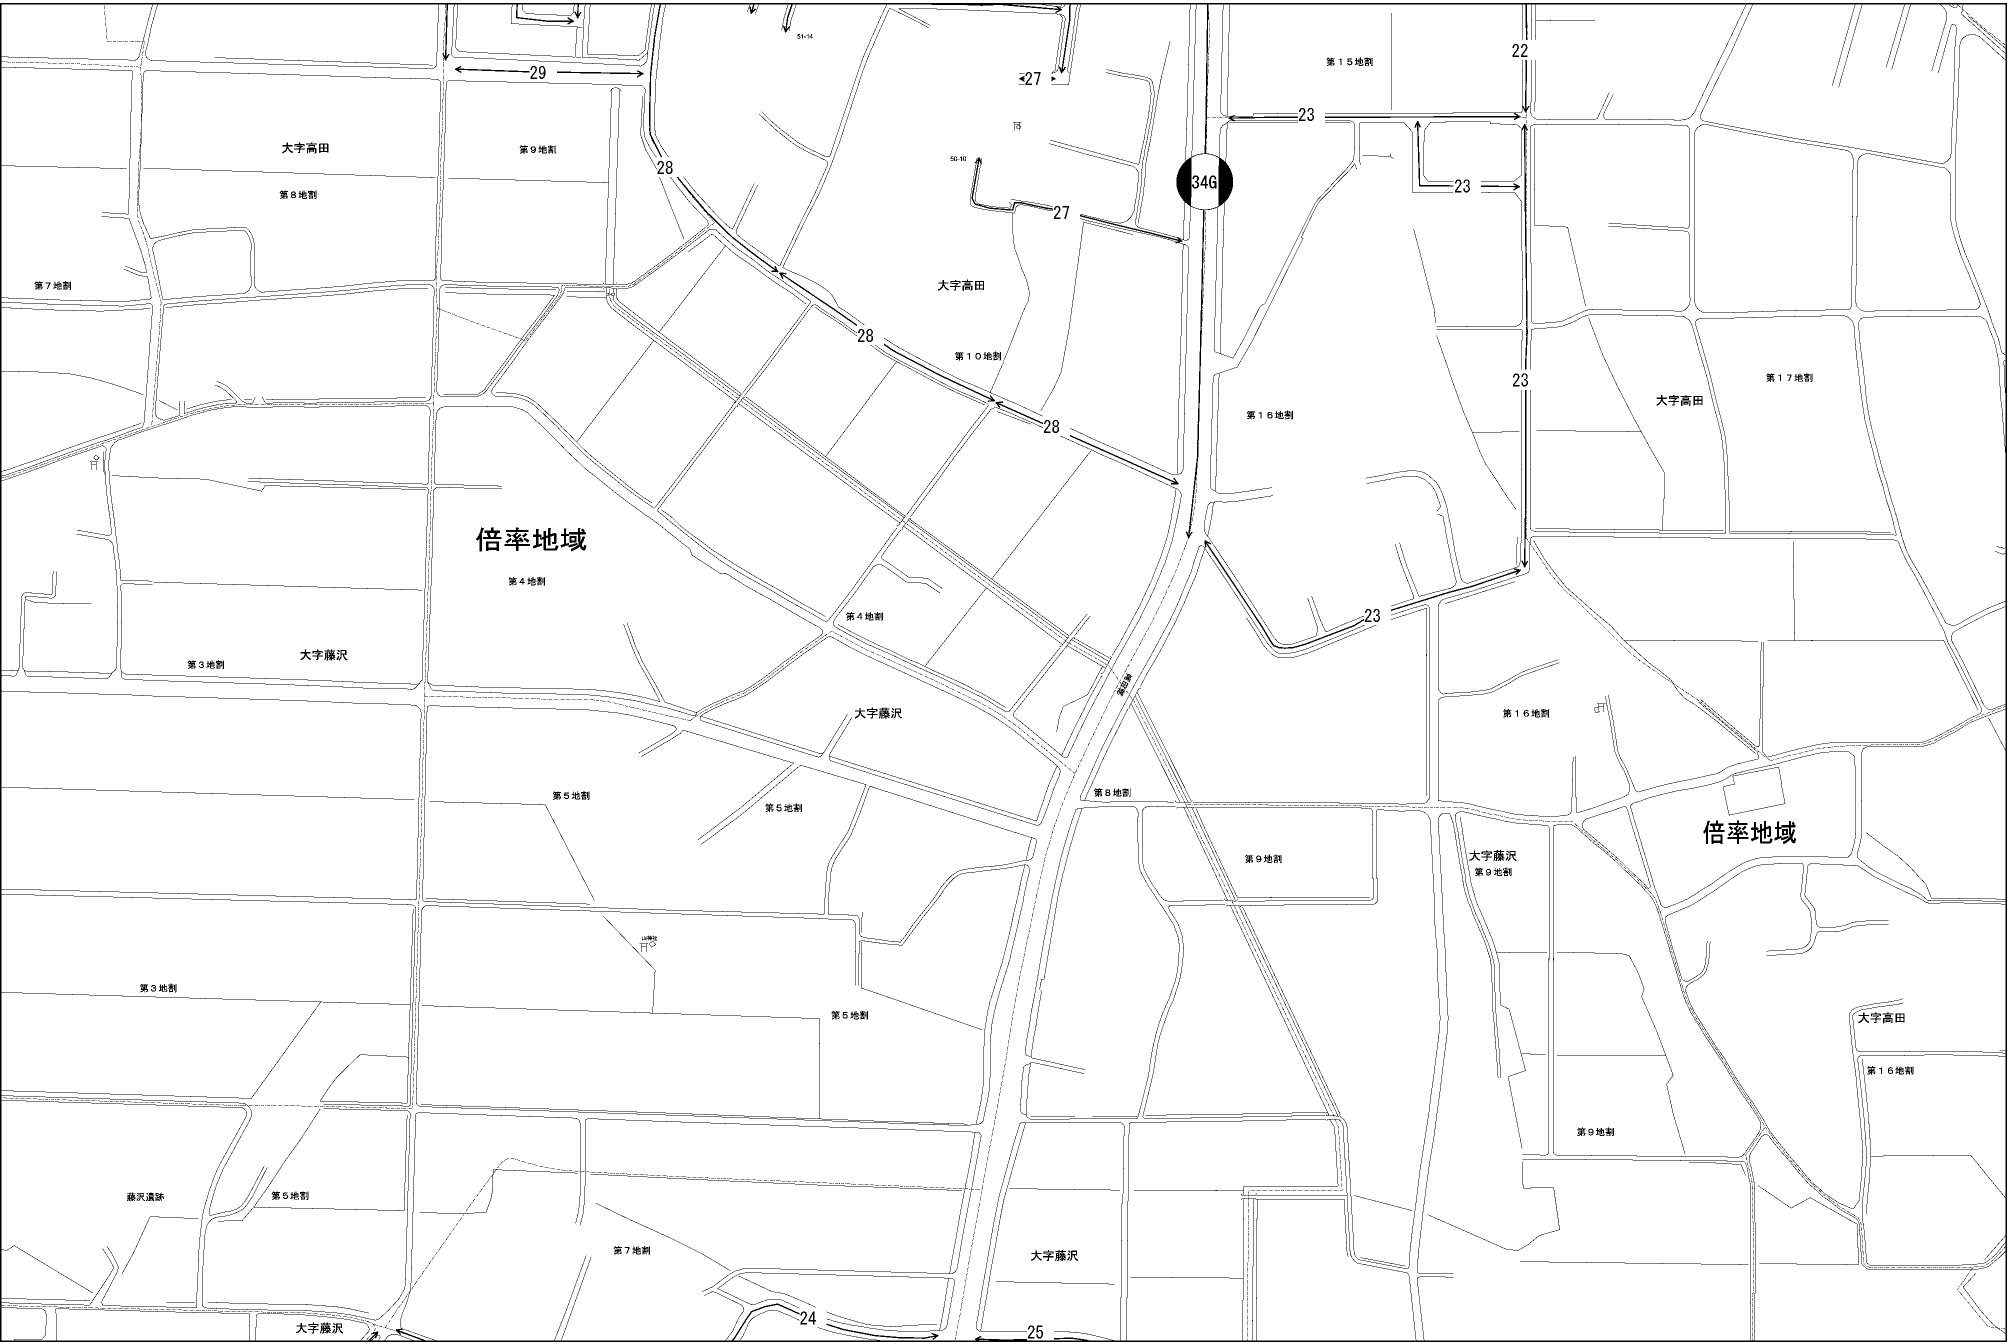 51-14
22
第１５地割
29
27
23
大字高田
第９地割
50-10
28
34G
第８地割
23
27
第７地割
大字高田
28
第１０地割
23
第１７地割
大字高田
第１６地割
28
倍率地域
第４地割
第４地割
23
大字藤沢
第３地割
大字藤沢
第１６地割
第５地割
第５地割
第８地割
倍率地域
第９地割
大字藤沢
第９地割
山神社
第３地割
第５地割
大字高田
第１６地割
第９地割
藤沢遺跡
第５地割
第７地割
大字藤沢
24
大字藤沢
25